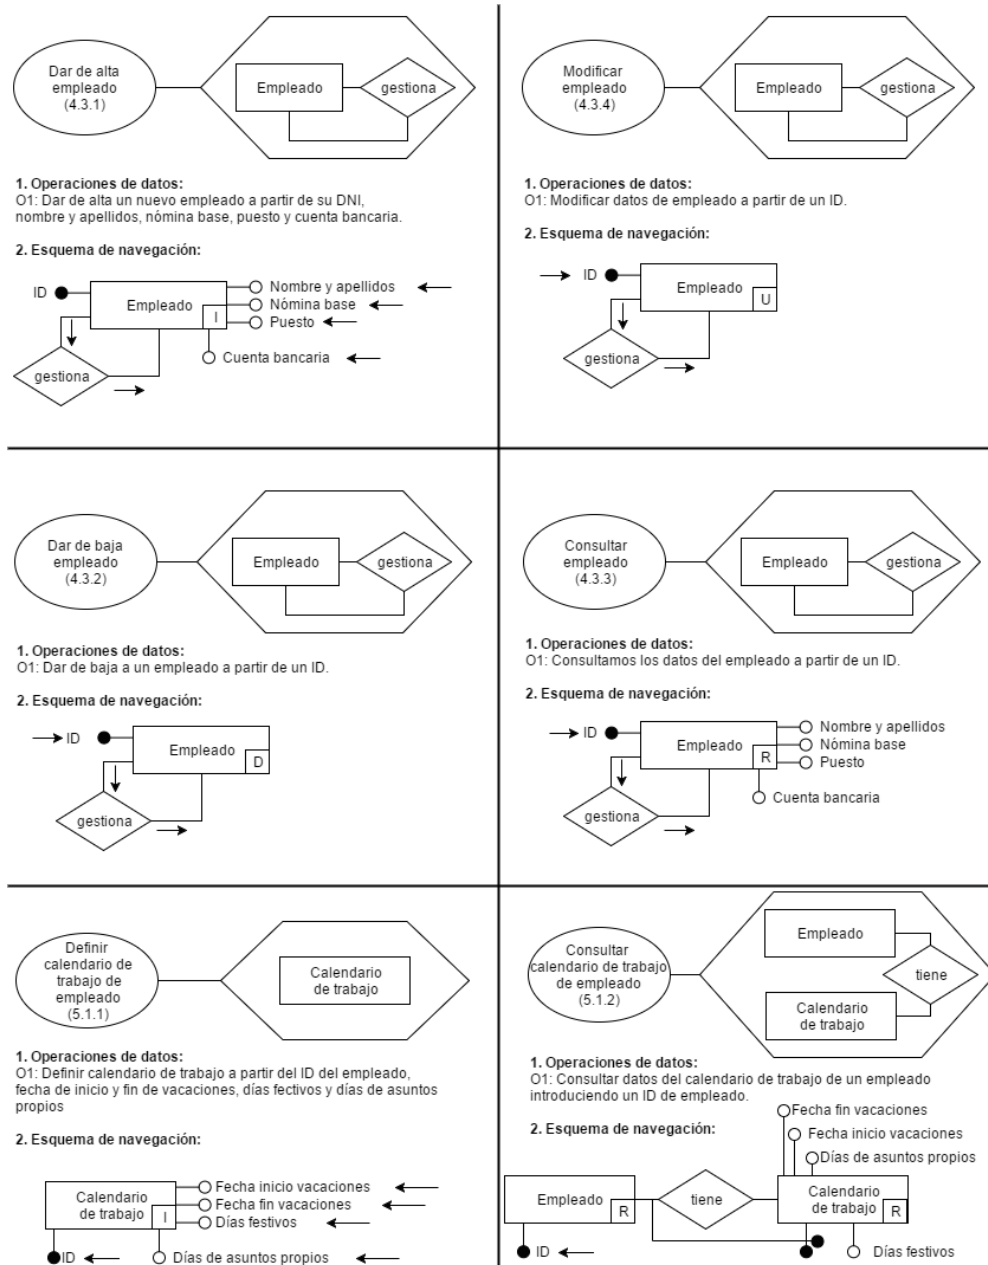 Dar de alta
empleado
(4.3.1)
Empleado
gestiona
1. Operaciones de datos:
O1: Dar de alta un nuevo empleado a partir de su DNI,
nombre y apellidos, nómina base, puesto y cuenta bancaria.
2. Esquema de navegación:
ID
Empleado
I
Nombre y apellidos
Nómina base
Puesto
Cuenta bancaria
gestiona
Modificar
empleado
(4.3.4)
Empleado
gestiona
1. Operaciones de datos:
O1: Modificar datos de empleado a partir de un ID.
2. Esquema de navegación:
ID
Empleado
U
gestiona
Dar de baja
empleado
(4.3.2)
Empleado
gestiona
1. Operaciones de datos:
O1: Dar de baja a un empleado a partir de un ID.
2. Esquema de navegación:
ID
Empleado
D
gestiona
Consultar
empleado
(4.3.3)
Empleado
gestiona
1. Operaciones de datos:
O1: Consultamos los datos del empleado a partir de un ID.
2. Esquema de navegación:
ID
Empleado
R
Nombre y apellidos
Nómina base
Puesto
Cuenta bancaria
gestiona
Definir
calendario de
trabajo de
empleado
(5.1.1)
Calendario
de trabajo
1. Operaciones de datos:
O1: Definir calendario de trabajo a partir del ID del empleado,
fecha de inicio y fin de vacaciones, días fectivos y días de asuntos
propios
2. Esquema de navegación:
Calendario
de trabajo
I
Fecha inicio vacaciones
Fecha fin vacaciones
Días festivos
ID
Días de asuntos propios
Consultar
calendario de trabajo
de empleado
(5.1.2)
Empleado
tiene
Calendario
de trabajo
1. Operaciones de datos:
O1: Consultar datos del calendario de trabajo de un empleado
introduciendo un ID de empleado.
2. Esquema de navegación:
Fecha fin vacaciones
Fecha inicio vacaciones
Días de asuntos propios
Empleado
R
tiene
Calendario
de trabajo
R
ID
Días festivos